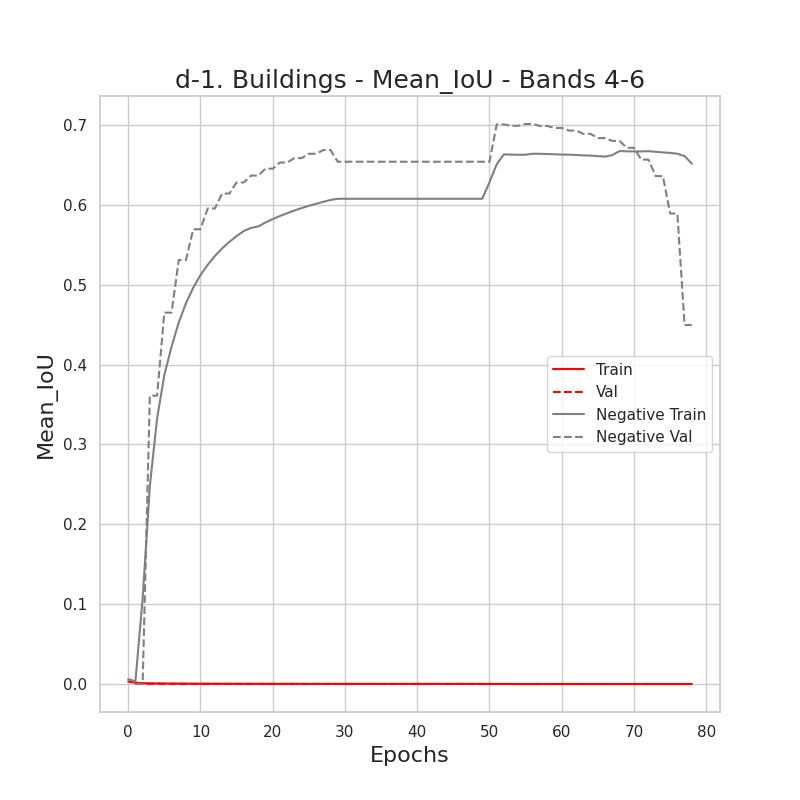 d-1. Buildings - Mean_IoU - Bands 4-6
0.7
0.6
0.5
0.4
0.3
0.2
0.1
0.0
Mean_IoU
Train
Val
Negative Train
Negative Val
0 10 20 30 40 50 60 70 80
Epochs